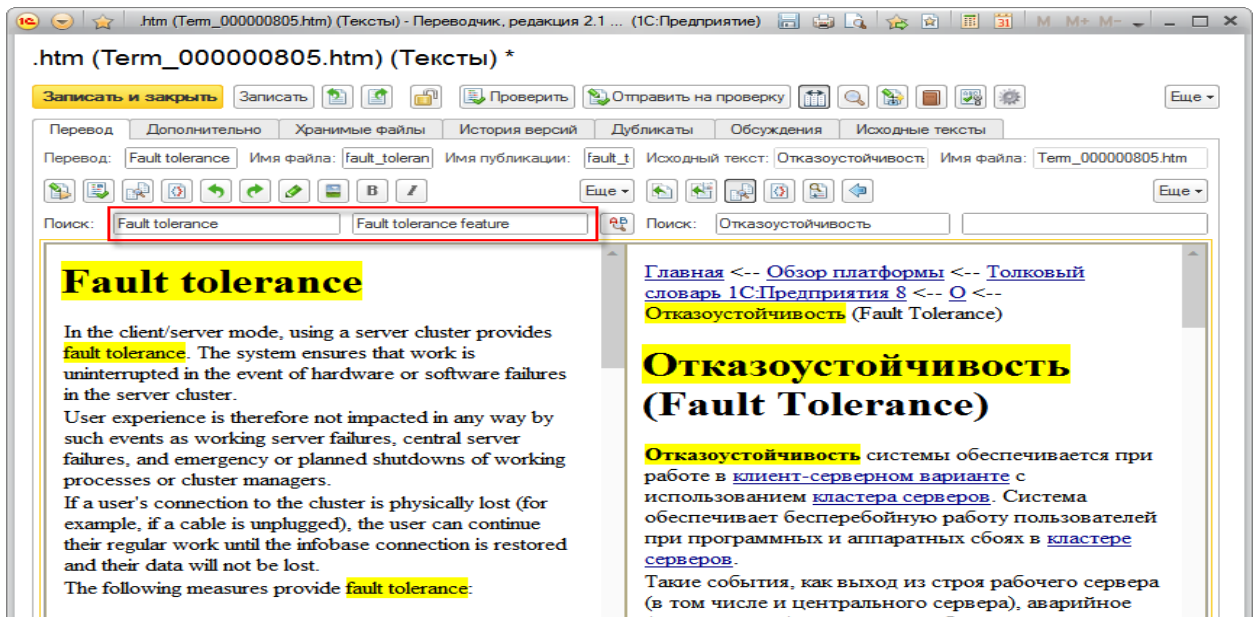 .htm (Term_000000805.htm) (Тексты) - Переводчик, редакция 2.1 ... (1С:Предприятие) M M+ M-
.htm (Term_000000805.htm) (Тексты) *
Записать и закрыть Записать Проверить Отправить на проверку Еще
Перевод Дополнительно Хранимые файлы История версий Дубликаты Обсуждения Исходные тексты
Перевод: Fault tolerance Имя файла: fault_toleran Имя публикации: fault_t Исходный текст: Отказоустойчивость Имя файла: Term_000000805.htm
B I Еще Еще
Поиск: Fault tolerance Fault tolerance feature Поиск: Отказоустойчивость
Fault tolerance
In the client/server mode, using a server cluster provides
fault tolerance. The system ensures that work is
uninterrupted in the event of hardware or software failures
in the server cluster.
User experience is therefore not impacted in any way by
such events as working server failures, central server
failures, and emergency or planned shutdowns of working
processes or cluster managers.
If a user's connection to the cluster is physically lost (for
example, if a cable is unplugged), the user can continue
their regular work until the infobase connection is restored
and their data will not be lost.
The following measures provide fault tolerance:
Главная <-- Обзор платформы <-- Толковый
словарь 1С:Предприятия 8 <-- О <--
Отказоустойчивость (Fault Tolerance)
Отказоустойчивость
(Fault Tolerance)
Отказоустойчивость системы обеспечивается при
работе в клиент-серверном варианте с
использованием кластера серверов. Система
обеспечивает бесперебойную работу пользователей
при программных и аппаратных сбоях в кластере
серверов.
Такие события, как выход из строя рабочего сервера
(в том числе и центрального сервера), аварийное